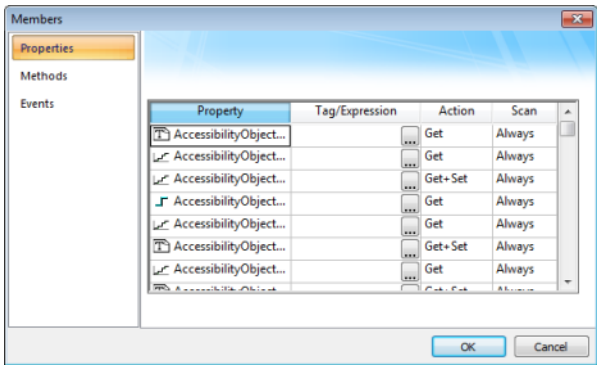 Members
Properties
Methods
Events
Property Tag/Expression Action Scan
AccessibilityObject... ... Get Always
AccessibilityObject... ... Get Always
AccessibilityObject... ... Get+Set Always
AccessibilityObject... ... Get Always
AccessibilityObject... ... Get Always
AccessibilityObject... ... Get+Set Always
AccessibilityObject... ... Get Always
OK Cancel